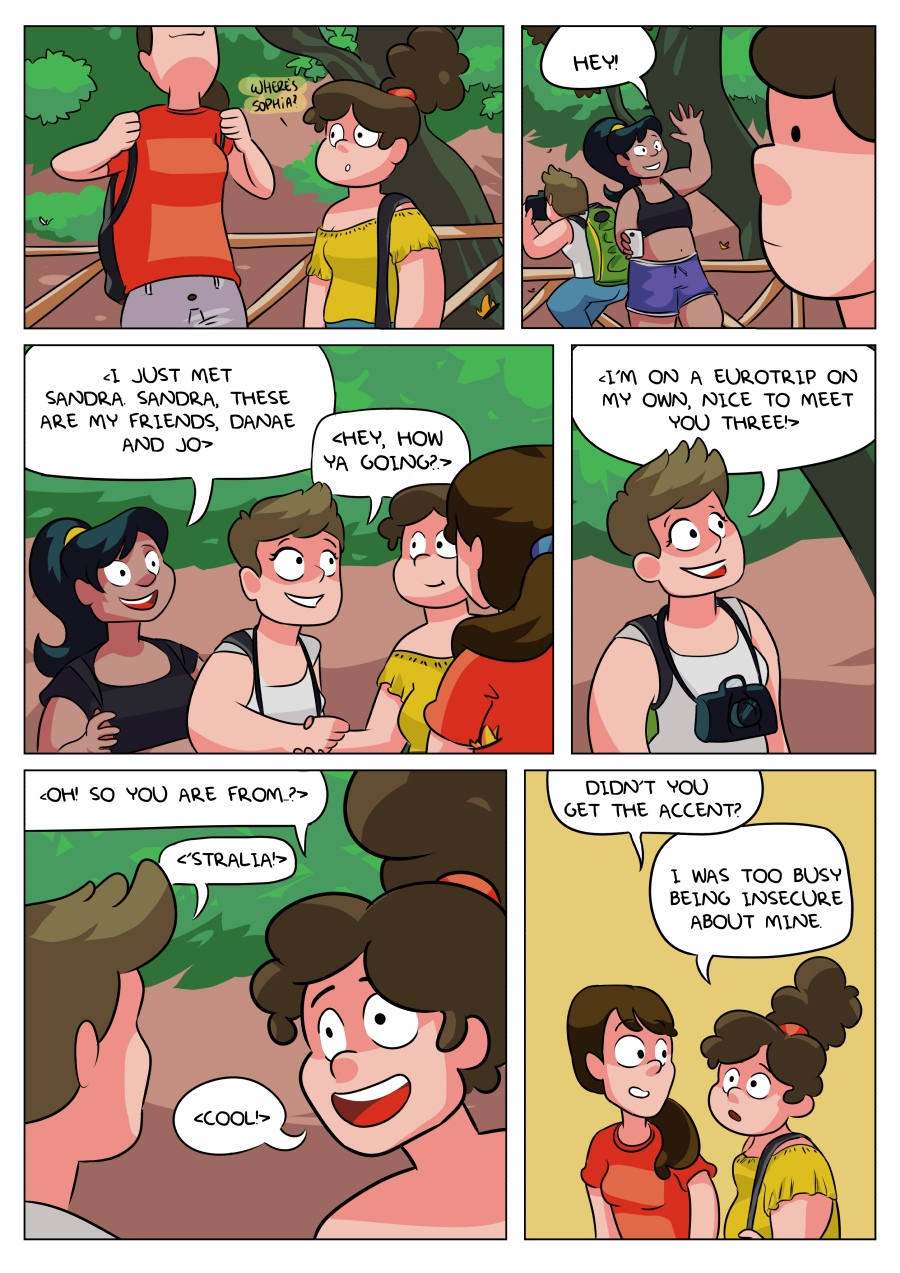 WHERE'S
SOPHIA?
HEY!
<I JUST MET
SANDRA. SANDRA, THESE
ARE MY FRIENDS, DANAE
AND JO>
<HEY, HOW
YA GOING?>
<I'M ON A EUROTRIP ON
MY OWN, NICE TO MEET
YOU THREE!>
<OH! SO YOU ARE FROM..?>
<'STRALIA!>
<COOL!>
DIDN'T YOU
GET THE ACCENT?
I WAS TOO BUSY
BEING INSECURE
ABOUT MINE.